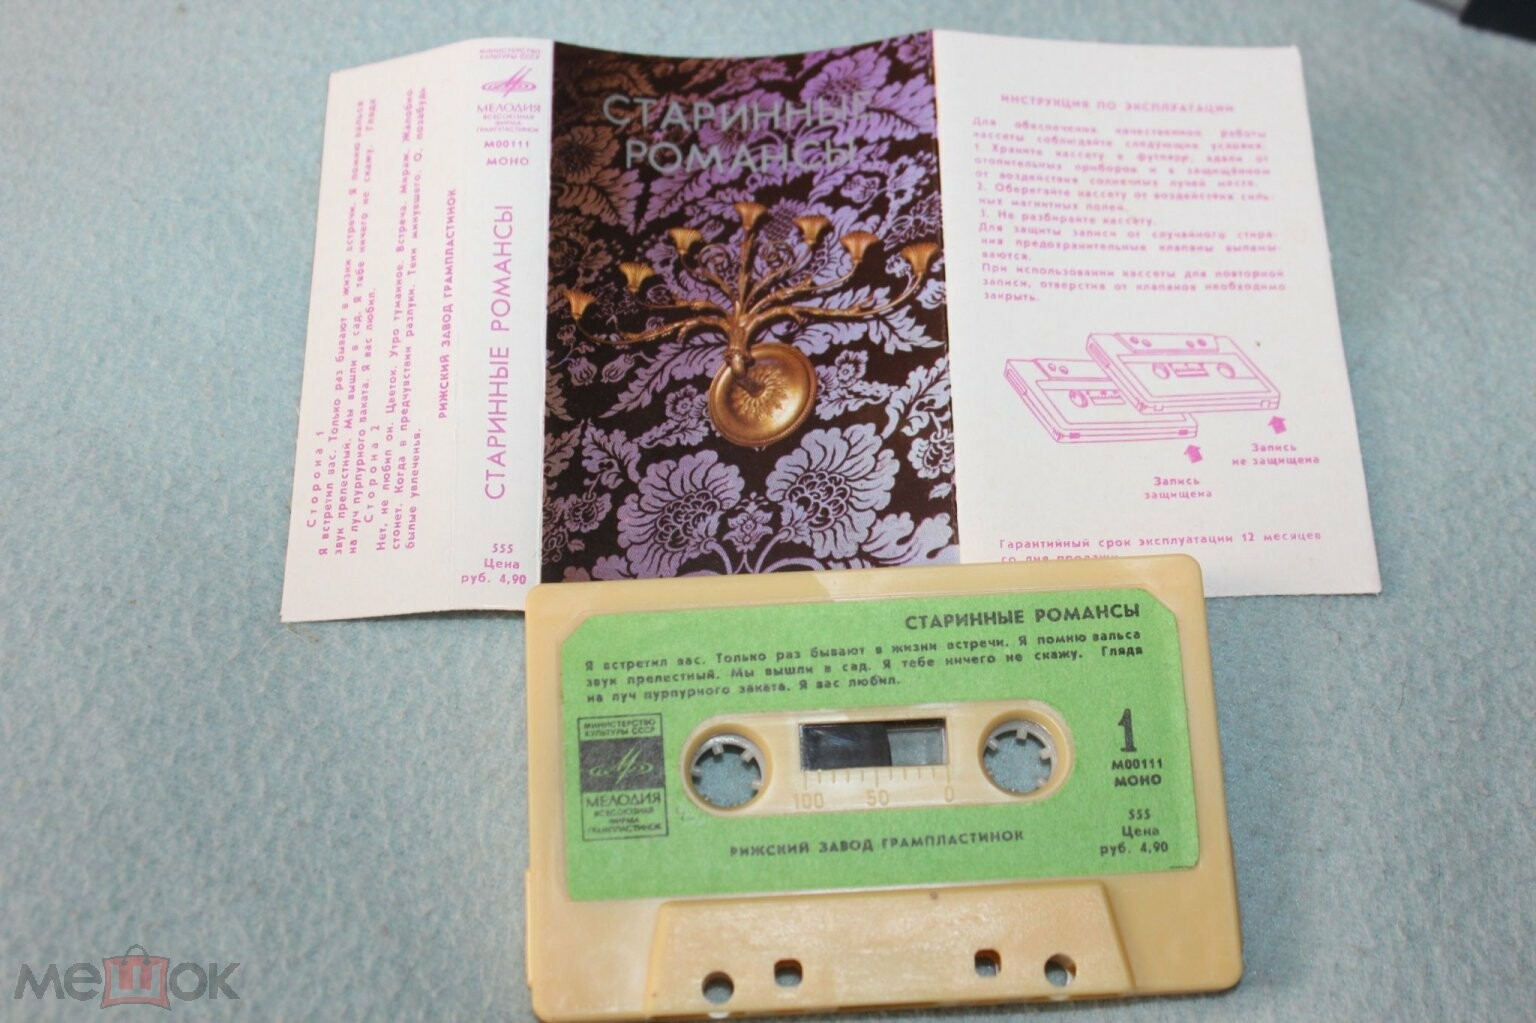 Сторона 1
Я встретил вас. Только раз бывают в жизни встречи. Я помню вальса
звук прелестный. Мы вышли в сад. Я тебе ничего не скажу. Глядя
на луч пурпурного заката. Я вас любил.
Сторона 2
Нет, не любил он. Цветок. Утро туманное. Встреча. Мираж. Жалобно
стонет. Когда в предчувствии разлуки. Тени минувшего. О, позабудь
былые увлеченья.
РИЖСКИЙ ЗАВОД ГРАМПЛАСТИНОК
МИНИСТЕРСТВО
КУЛЬТУРЫ СССР
МЕЛОДИЯ
ВСЕСОЮЗНАЯ
ФИРМА
ГРАМПЛАСТИНОК
М00111
МОНО
СТАРИННЫЕ РОМАНСЫ
555
Цена
руб. 4,90
СТАРИННЫЕ
РОМАНСЫ
ИНСТРУКЦИЯ ПО ЭКСПЛУАТАЦИИ
Для обеспечения качественной работы
кассеты соблюдайте следующие условия:
1. Храните кассету в футляре, вдали от
отопительных приборов и в защищённом
от воздействия солнечных лучей месте.
2. Оберегайте кассету от воздействия силь-
ных магнитных полей.
3. Не разбирайте кассету.
Для защиты записи от случайного стира-
ния предохранительные клапаны выламы-
ваются.
При использовании кассеты для повторной
записи, отверстия от клапанов необходимо
закрыть.
Запись
не защищена
Запись
защищена
Гарантийный срок эксплуатации 12 месяцев
со дня продажи
СТАРИННЫЕ РОМАНСЫ
Я встретил вас. Только раз бывают в жизни встречи. Я помню вальса
звук прелестный. Мы вышли в сад. Я тебе ничего не скажу. Глядя
на луч пурпурного заката. Я вас любил.
МИНИСТЕРСТВО
КУЛЬТУРЫ СССР
МЕЛОДИЯ
ВСЕСОЮЗНАЯ
ФИРМА
ГРАМПЛАСТИНОК
100 50 0
1
М00111
МОНО
555
Цена
руб. 4,90
РИЖСКИЙ ЗАВОД ГРАМПЛАСТИНОК
мешок